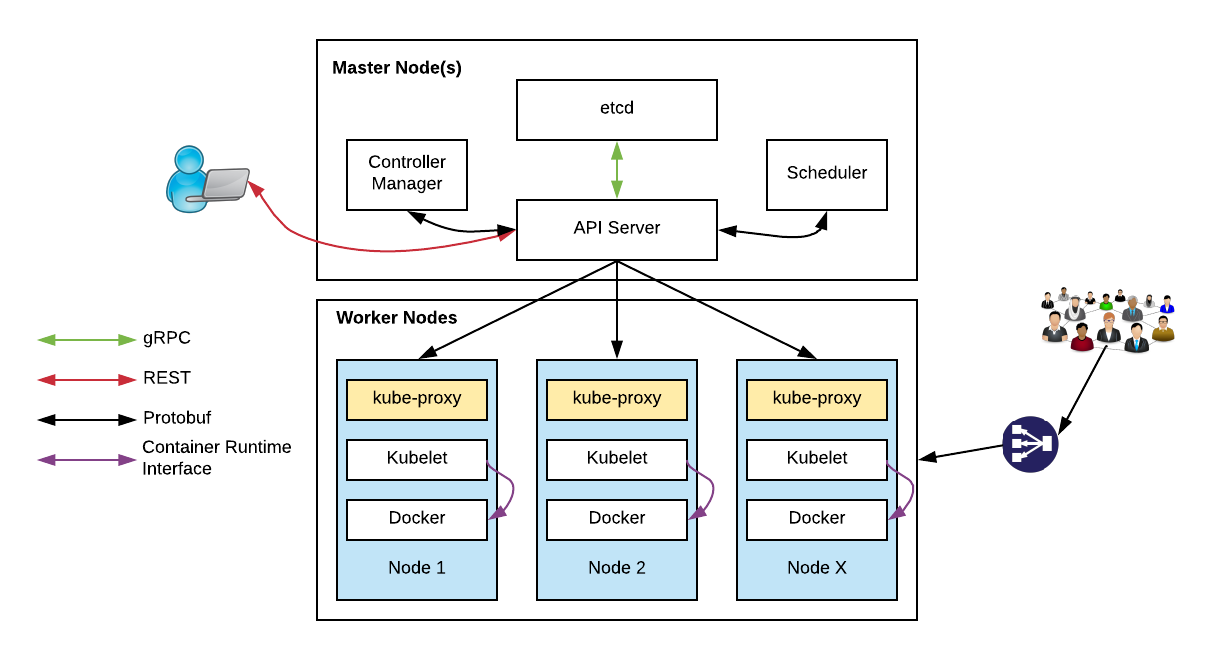 Master Node(s)
etcd
Controller
Manager
Scheduler
API Server
Worker Nodes
gRPC
REST
Protobuf
Container Runtime
Interface
kube-proxy
Kubelet
Docker
Node 1
kube-proxy
Kubelet
Docker
Node 2
kube-proxy
Kubelet
Docker
Node X